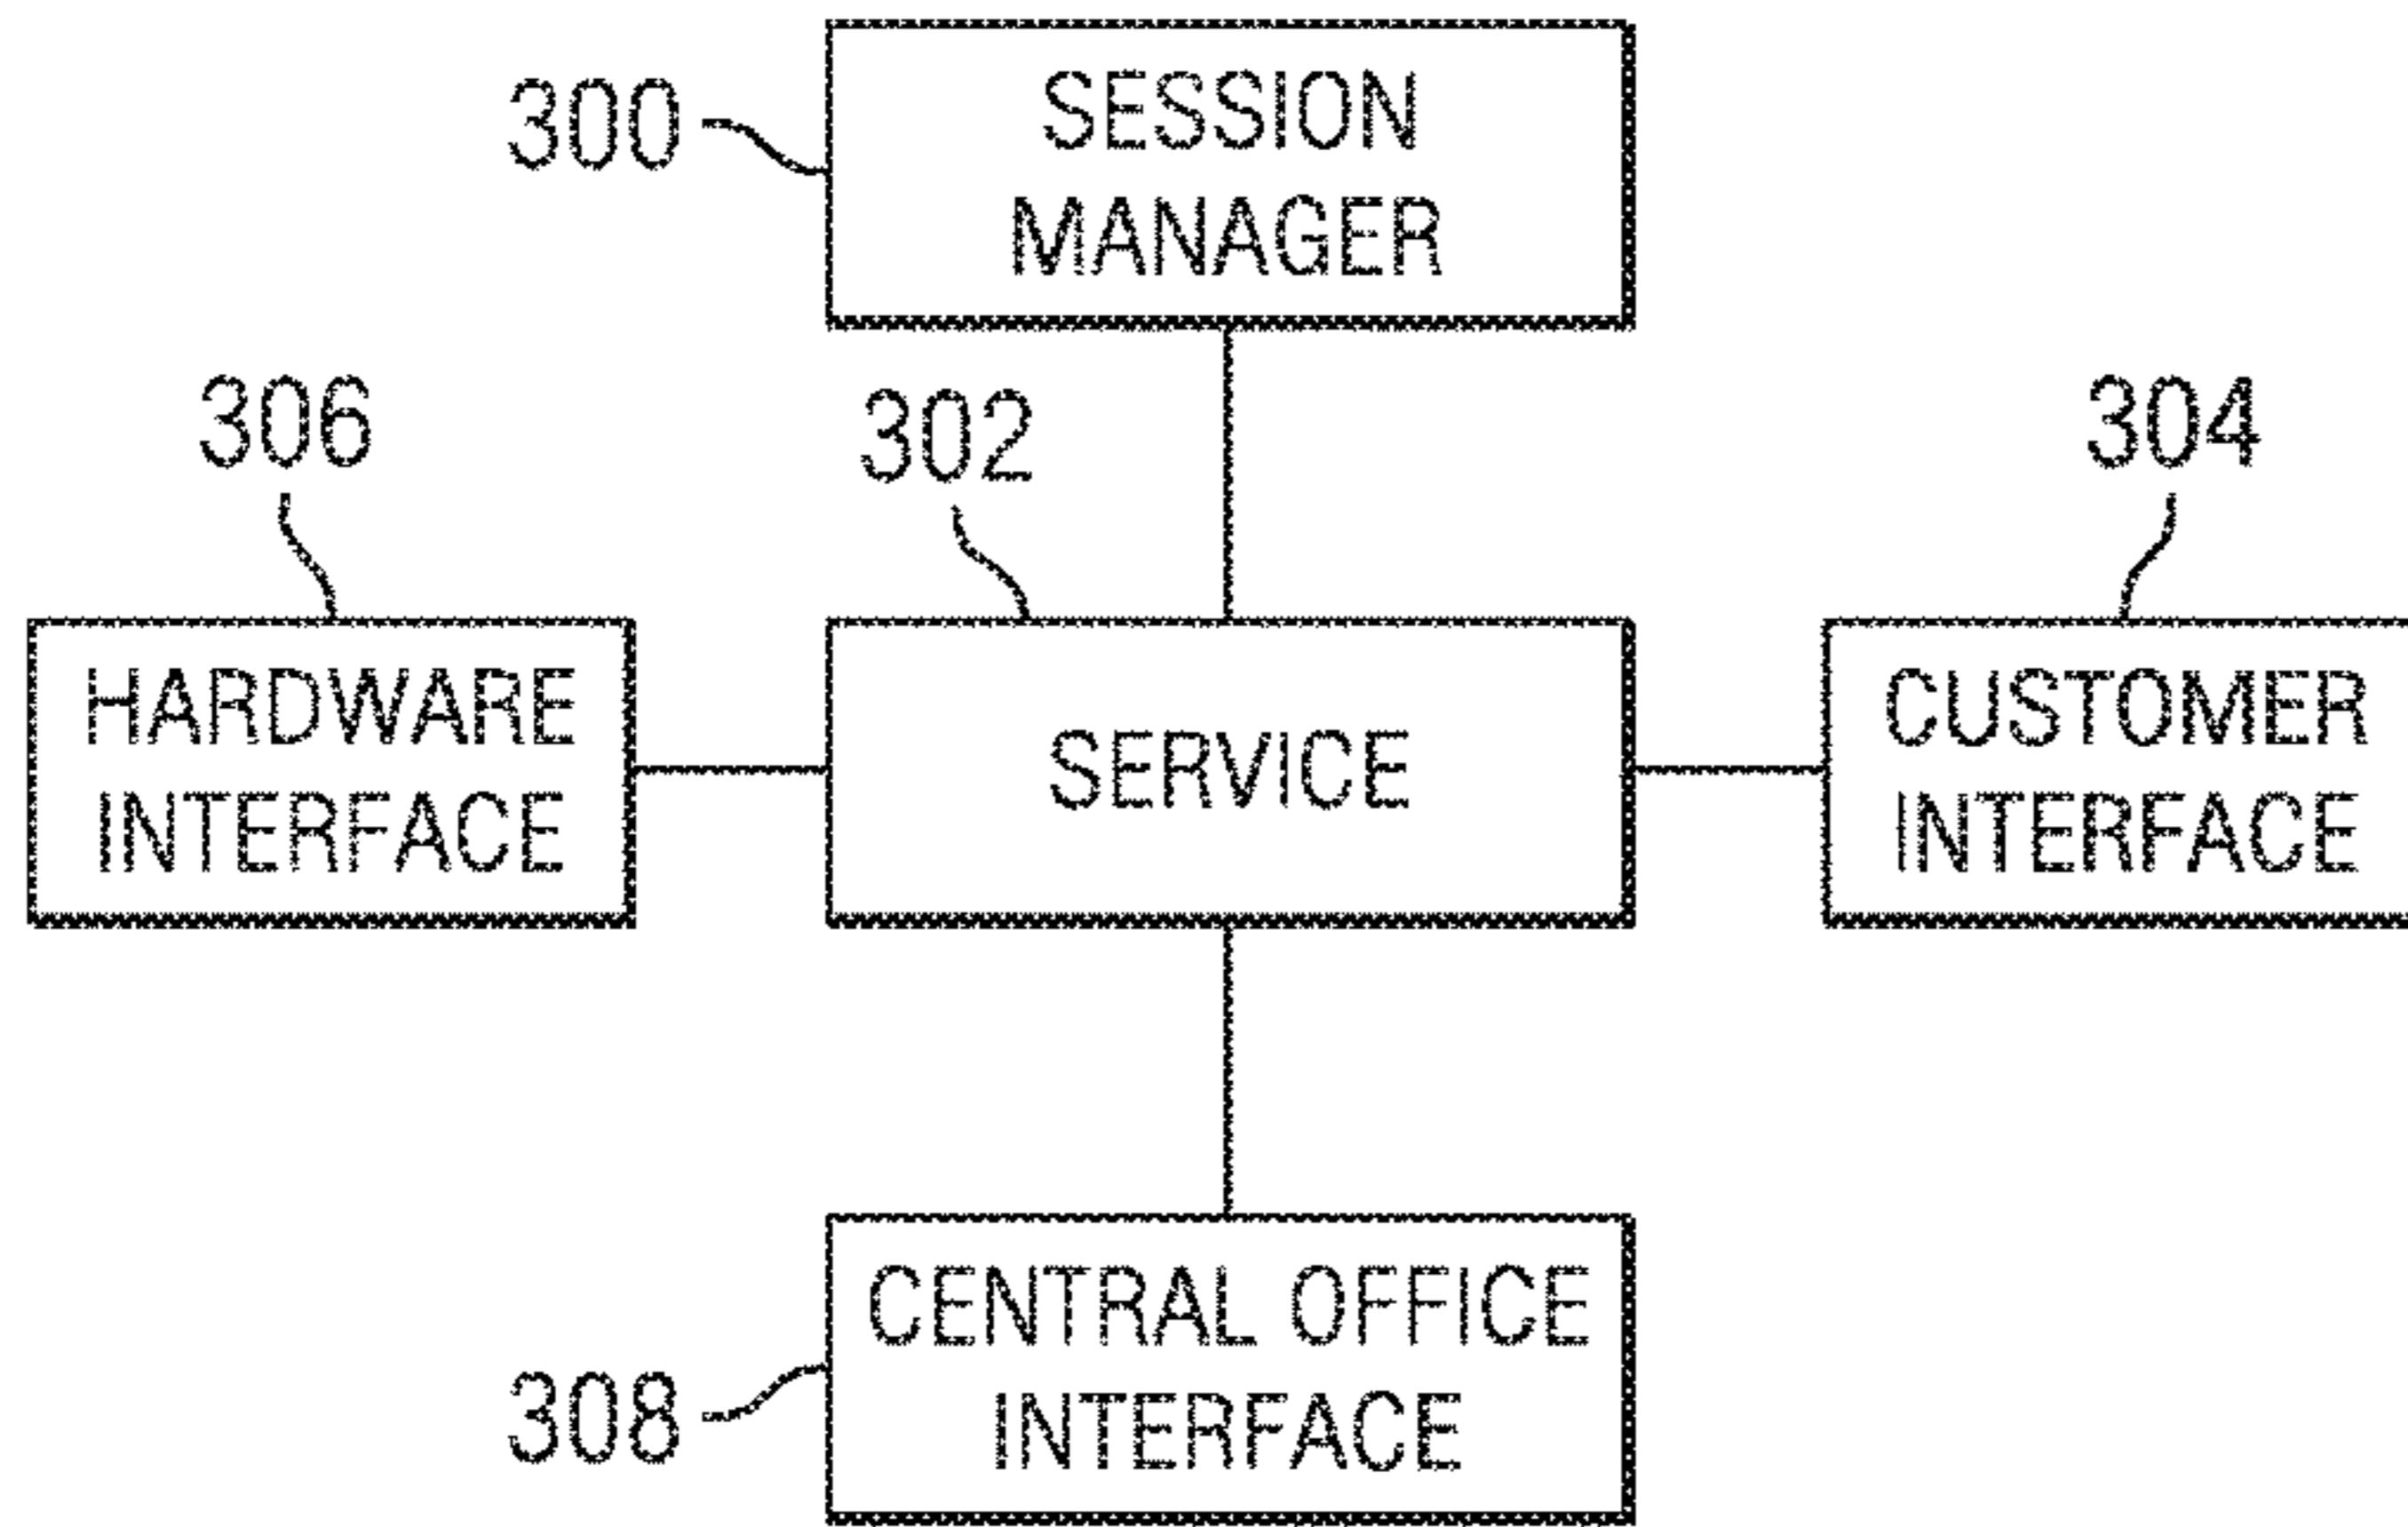 300
SESSION
MANAGER
306
302
304
HARDWARE
INTERFACE
SERVICE
CUSTOMER
INTERFACE
308
CENTRAL OFFICE
INTERFACE